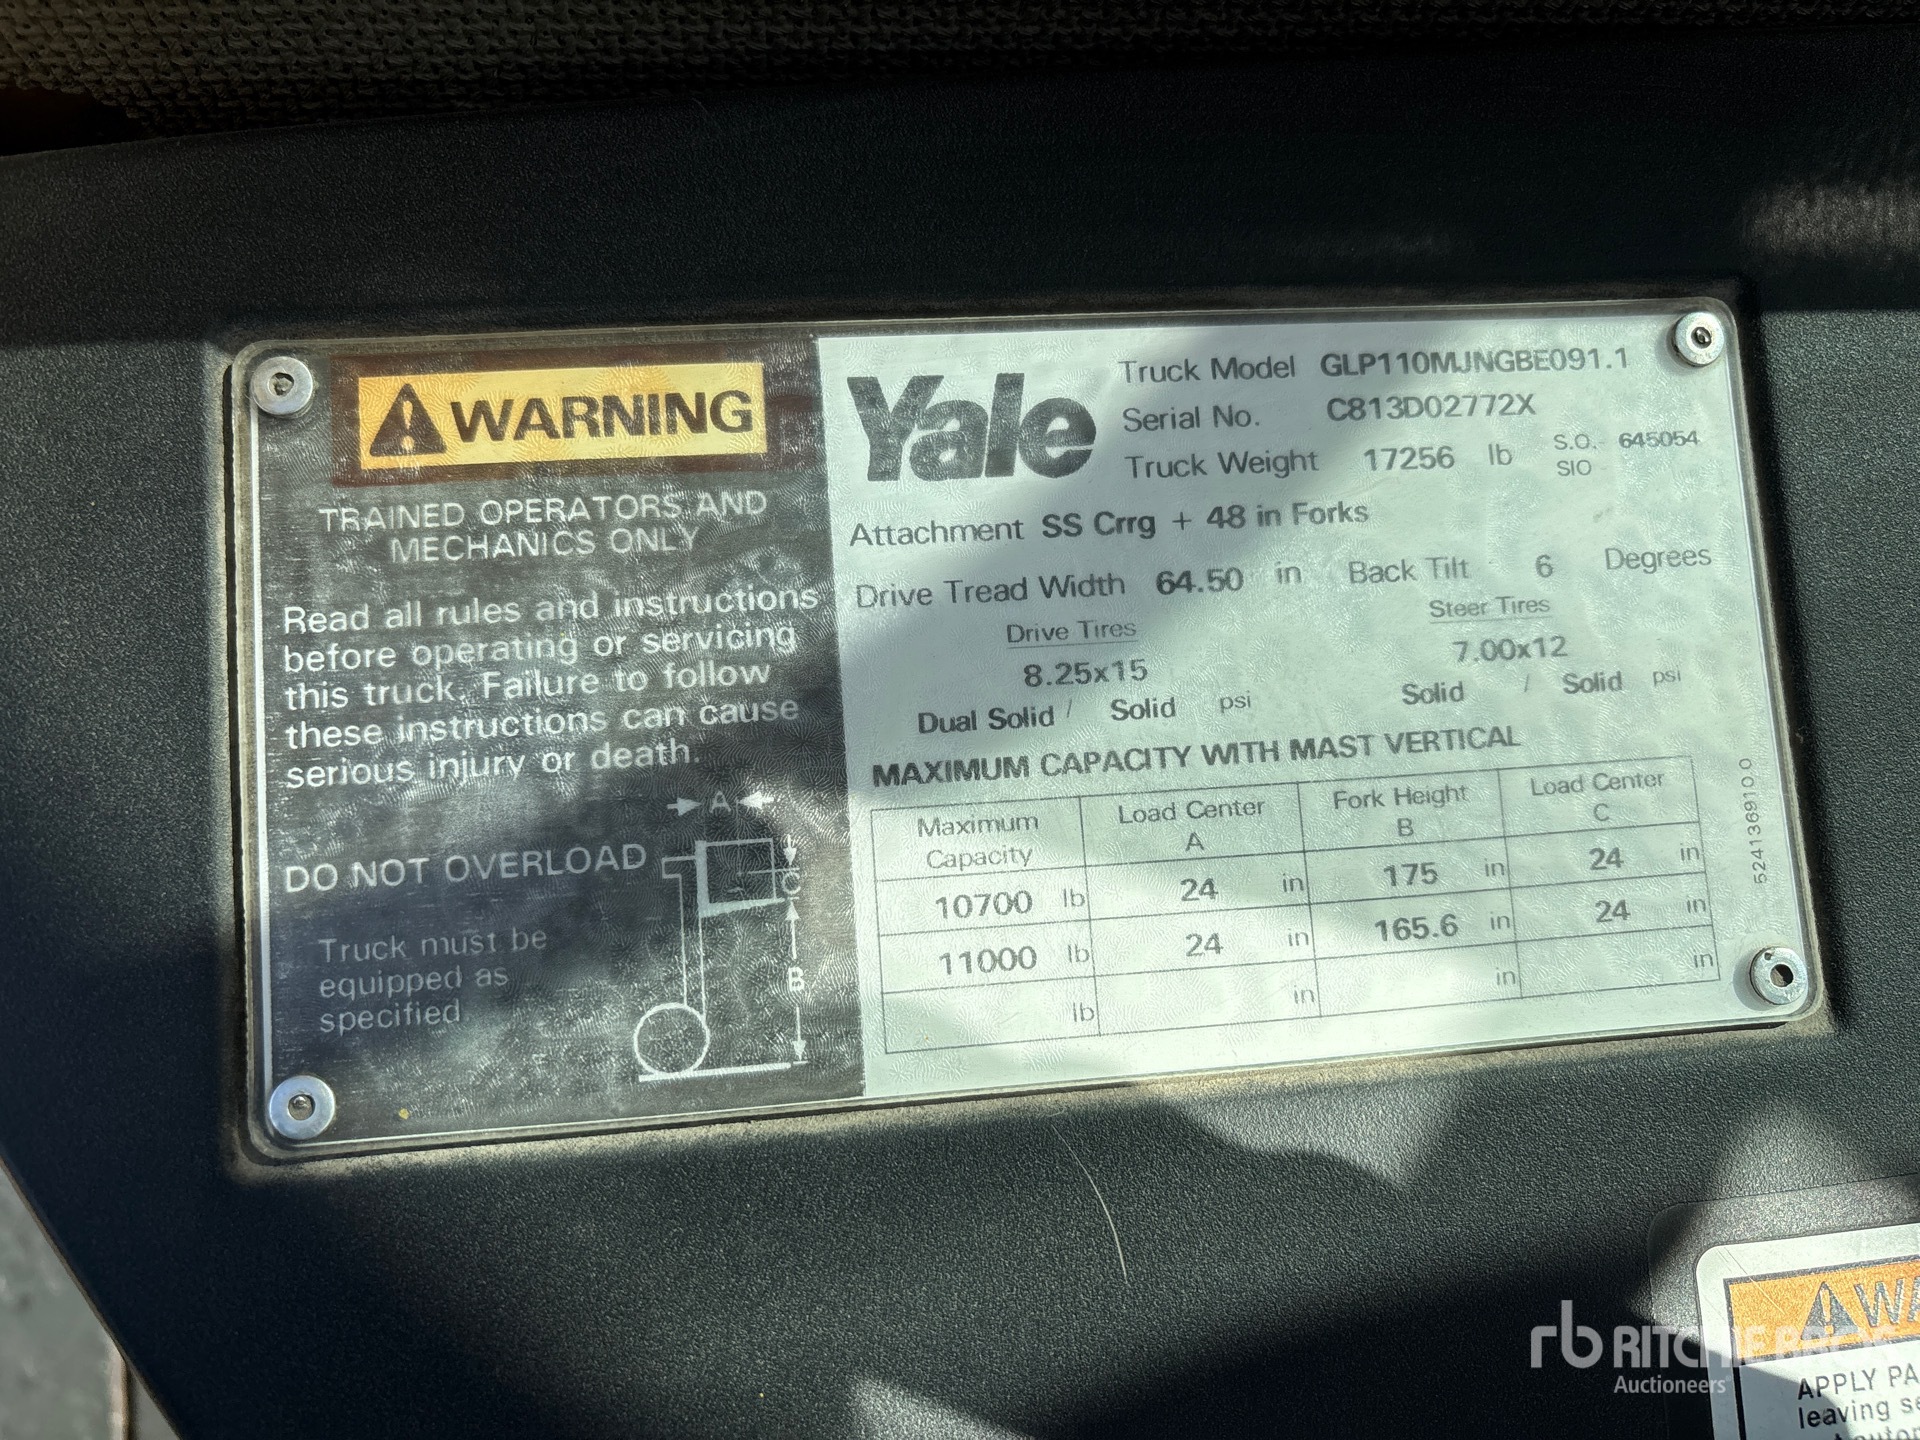 WARNING
TRAINED OPERATORS AND
MECHANICS ONLY
Read all rules and instructions
before operating or servicing
this truck. Failure to follow
these instructions can cause
serious injury or death.
A
DO NOT OVERLOAD
C
Truck must be
equipped as
specified
B
Yale
Truck Model GLP110MJNGBE091.1
Serial No. C813D02772X
Truck Weight 17256 lb S.O. 645054
SIO
Attachment SS Crrg + 48 in Forks
Drive Tread Width 64.50 in Back Tilt 6 Degrees
Drive Tires Steer Tires
8.25x15 7.00x12
Dual Solid / Solid psi Solid / Solid psi
MAXIMUM CAPACITY WITH MAST VERTICAL
Maximum Capacity Load Center A Fork Height B Load Center C
10700 lb 24 in 175 in 24 in
11000 lb 24 in 165.6 in 24 in
lb in in in
524136910.0
WA
APPLY PA
leaving se
rb RITCHIE BROS
Auctioneers